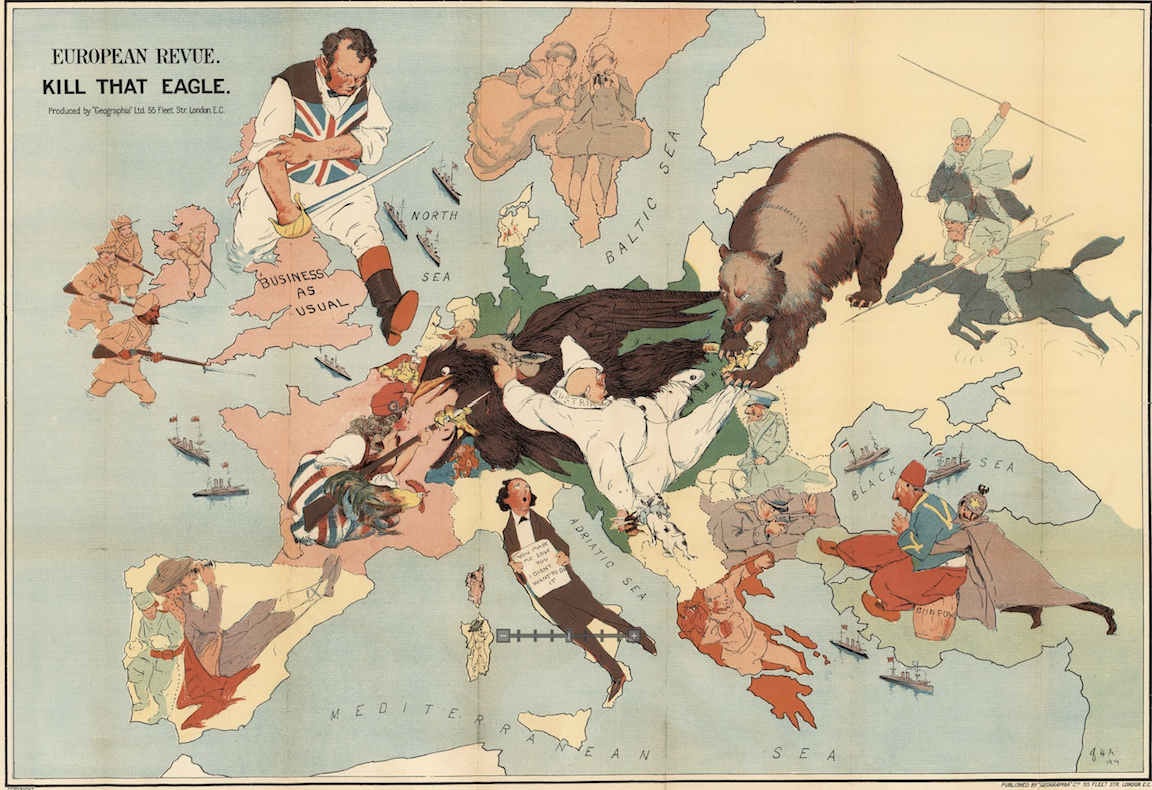 EUROPEAN REVUE.
KILL THAT EAGLE.
Produced by "Geographia" Ltd. 55 Fleet Str. London, E.C.
NORTH
SEA
BALTIC SEA
BUSINESS
AS
USUAL
BLACK SEA
YOU MADE
ME LOVE
YOU
I DIDN'T
WANT TO DO
IT
ADRIATIC SEA
GUNPOW
MEDITERRANEAN SEA
1914
PUBLISHED BY "GEOGRAPHIA" LTD 55 FLEET STR. LONDON E.C.